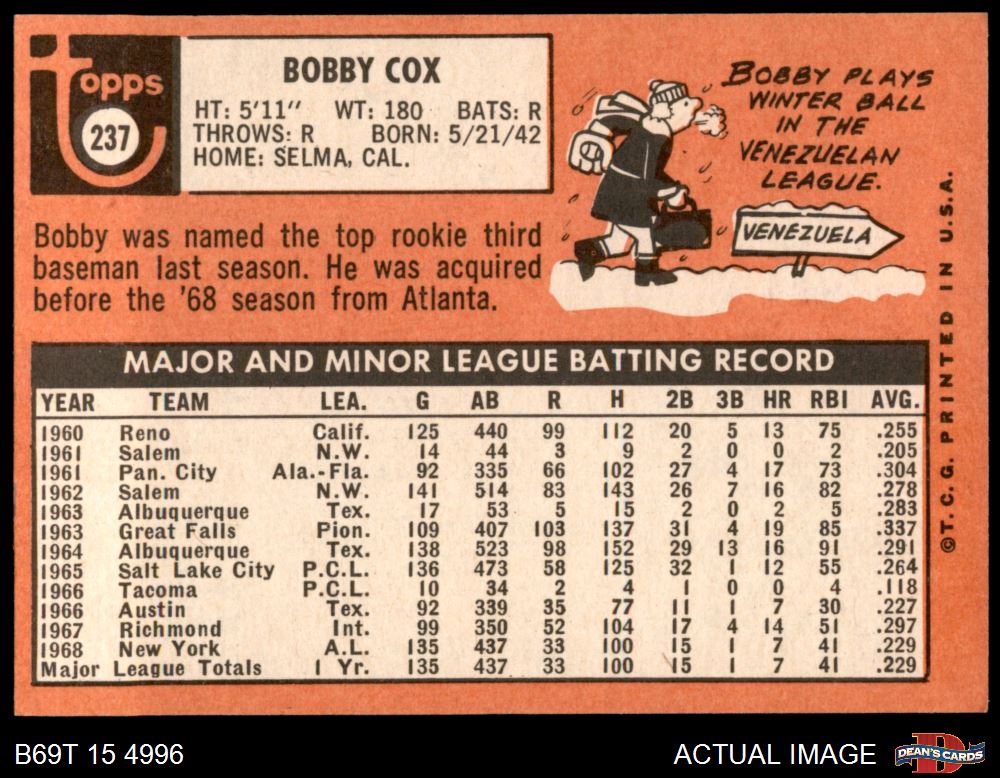 topps
237
BOBBY COX
HT: 5'11" WT: 180 BATS: R
THROWS: R BORN: 5/21/42
HOME: SELMA, CAL.
BOBBY PLAYS
WINTER BALL
IN THE
VENEZUELAN
LEAGUE.
VENEZUELA
Bobby was named the top rookie third
baseman last season. He was acquired
before the '68 season from Atlanta.
MAJOR AND MINOR LEAGUE BATTING RECORD
YEAR TEAM LEA. G AB R H 2B 3B HR RBI AVG.
1960 Reno Calif. 125 440 99 112 20 5 13 75 .255
1961 Salem N.W. 14 44 3 9 2 0 0 2 .205
1961 Pan. City Ala.-Fla. 92 335 66 102 27 4 17 73 .304
1962 Salem N.W. 141 514 83 143 26 7 16 82 .278
1963 Albuquerque Tex. 17 53 5 15 2 0 2 5 .283
1963 Great Falls Pion. 109 407 103 137 31 4 19 85 .337
1964 Albuquerque Tex. 138 523 98 152 29 13 16 91 .291
1965 Salt Lake City P.C.L. 136 473 58 125 32 1 12 55 .264
1966 Tacoma P.C.L. 10 34 2 4 1 0 0 4 .118
1966 Austin Tex. 92 339 35 77 11 1 7 30 .227
1967 Richmond Int. 99 350 52 104 17 4 14 51 .297
1968 New York A.L. 135 437 33 100 15 1 7 41 .229
Major League Totals 1 Yr. 135 437 33 100 15 1 7 41 .229
©T.C.G. PRINTED IN U.S.A.
B69T 15 4996
ACTUAL IMAGE
DEAN'S CARDS